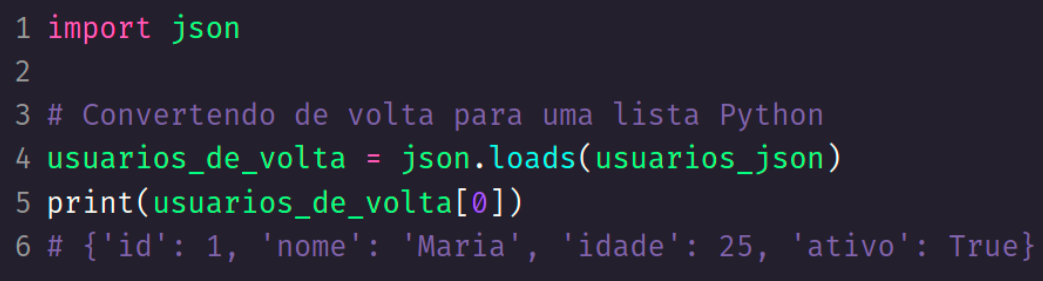 1 import json
2
3 # Convertendo de volta para uma lista Python
4 usuarios_de_volta = json.loads(usuarios_json)
5 print(usuarios_de_volta[0])
6 # {'id': 1, 'nome': 'Maria', 'idade': 25, 'ativo': True}